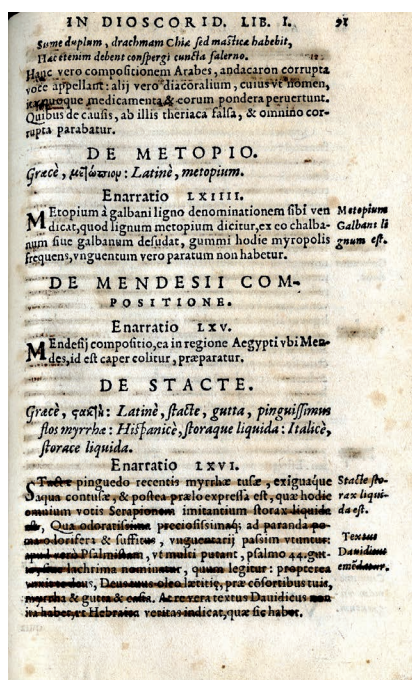 IN DIOSCORID. LIB. I. 91
Sume duplum, drachmam Chiæ sed masticæ habebit,
Hæc etenim debent conspergi cuncta falerno.
Hanc vero compositionem Arabes, andacaron corrupta
voce appellant: alij vero diacoralium, cuius vt nomen,
ita quoque medicamenta & eorum pondera peruertunt.
Quibus de causis, ab illis theriaca falsa, & omnino cor-
rupta parabatur.
DE METOPIO.
Græcè, μετώπιον: Latinè, metopium.
Enarratio LXIIII.
MEtopium à galbani ligno denominationem sibi ven
dicat, quod lignum metopium dicitur, ex eo chalba-
num siue galbanum desudat, gummi hodie myropolis
frequens, vnguentum vero paratum non habetur.
Metopium
Galbani li
gnum est.
DE MENDESII COM-
POSITIONE.
Enarratio LXV.
MEndesij compositio, ea in regione Aegypti vbi Men-
des, id est caper colitur, præparatur.
DE STACTE.
Græcè, ϛακτὴ: Latinè, stacte, gutta, pinguissimus
flos myrrhæ: Hispanicè, storaque liquida: Italicè,
storace liquida.
Enarratio LXVI.
STacte pinguedo recentis myrrhæ tusæ, exiguaque
aqua contusæ, & postea prælo expressa est, quæ hodie
omnium votis Serapionem imitantium storax liquida
est, Qua odoratissima preciosissimaq; ad paranda po-
ma odorifera & suffitus, vnguentarij passim vtuntur:
apud vero Psalmistam, vt multi putant, psalmo 44. gut-
lachrima nominatur, quum legitur: propterea
vnxit te deus, Deus tuus oleo lætitiæ, præ cōsortibus tuis,
myrrha & gutta & casia. At re vera textus Dauidicus non
ita habet, vt Hebraica veritas indicat, quæ sic habet.
Stacte sto-
rax liqui-
da est.
Textus
Dauidicus
emēdatur.